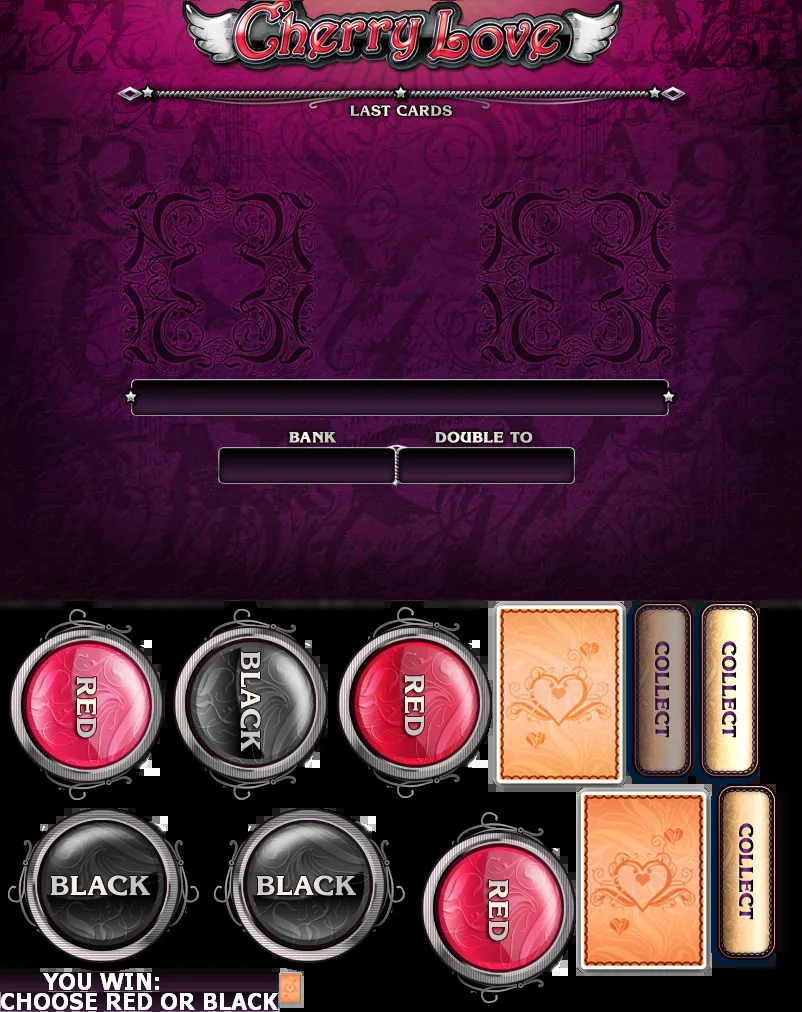 Cherry Love
LAST CARDS
BANK
DOUBLE TO
RED
BLACK
RED
COLLECT
COLLECT
BLACK
BLACK
RED
COLLECT
YOU WIN:
CHOOSE RED OR BLACK